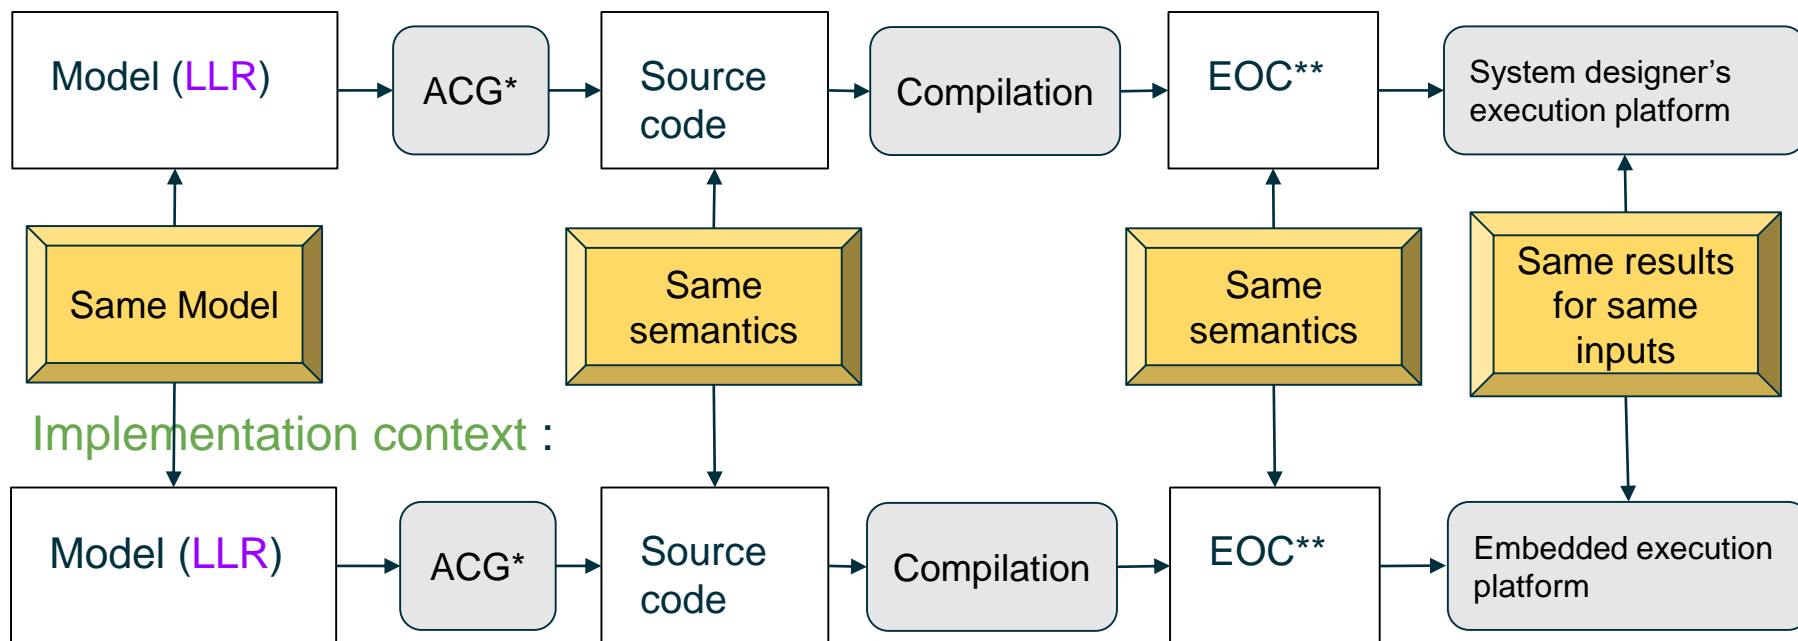 Model (LLR)
ACG*
Source
code
Compilation
EOC**
System designer's
execution platform
Same Model
Same
semantics
Same
semantics
Same results
for same
inputs
Implementation context :
Model (LLR)
ACG*
Source
code
Compilation
EOC**
Embedded execution
platform